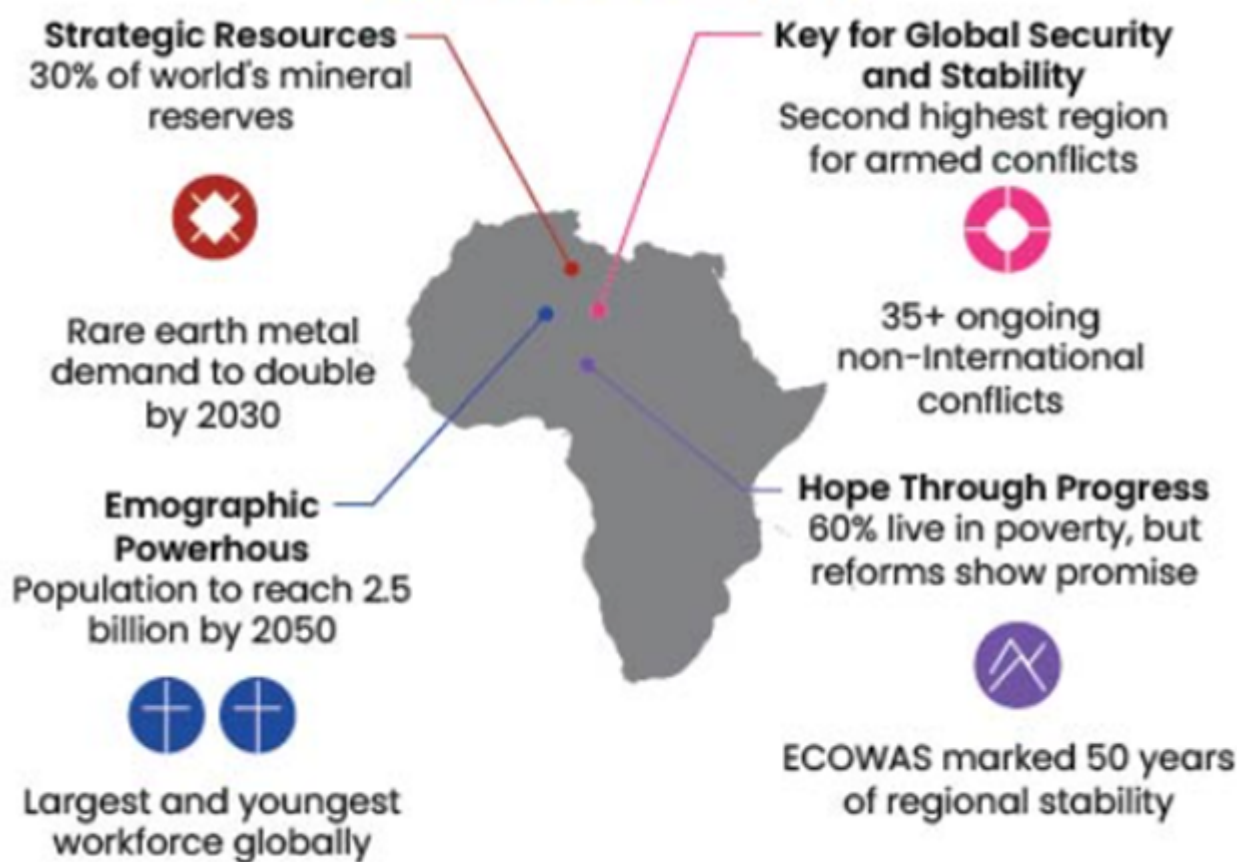 Strategic Resources
30% of world's mineral
reserves
Rare earth metal
demand to double
by 2030
Emographic
Powerhous
Population to reach 2.5
billion by 2050
Largest and youngest
workforce globally
Key for Global Security
and Stability
Second highest region
for armed conflicts
35+ ongoing
non-International
conflicts
Hope Through Progress
60% live in poverty, but
reforms show promise
ECOWAS marked 50 years
of regional stability